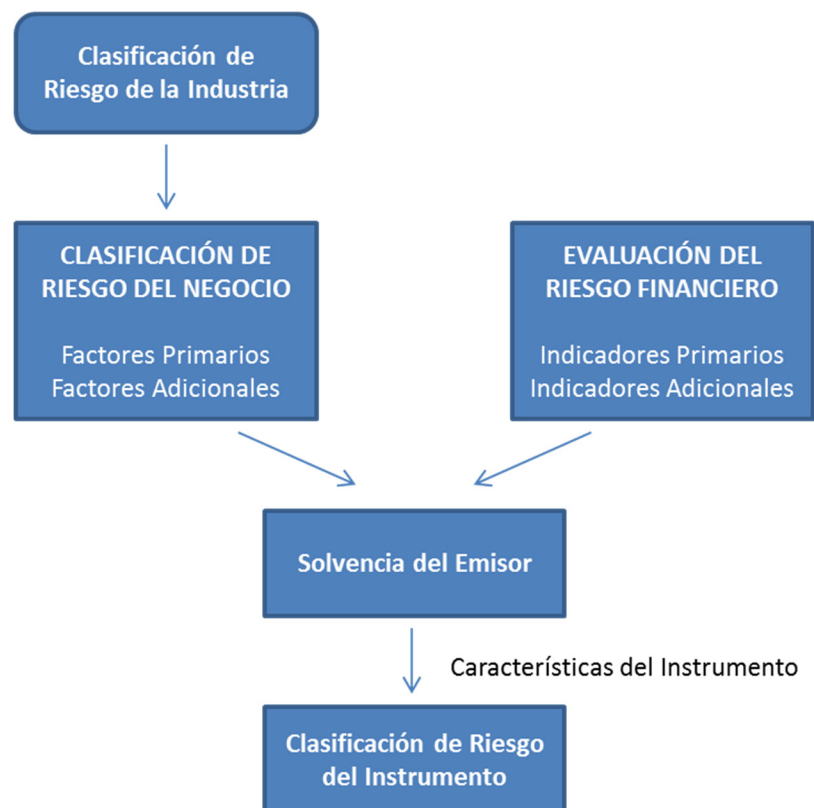 Clasificación de
Riesgo de la Industria
CLASIFICACIÓN DE
RIESGO DEL NEGOCIO
Factores Primarios
Factores Adicionales
EVALUACIÓN DEL
RIESGO FINANCIERO
Indicadores Primarios
Indicadores Adicionales
Solvencia del Emisor
Características del Instrumento
Clasificación de Riesgo
del Instrumento